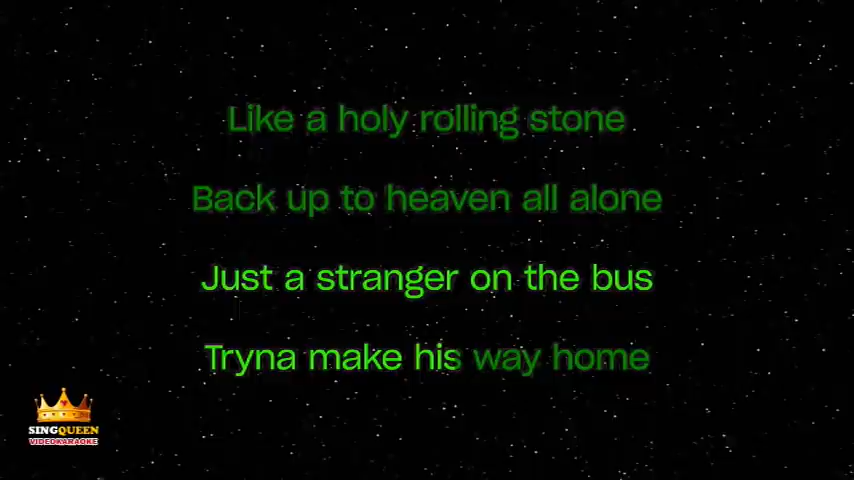 Like a holy rolling stone
Back up to heaven all alone
Just a stranger on the bus
Tryna make his way home
SINGQUEEN
VIDEOKARAOKE